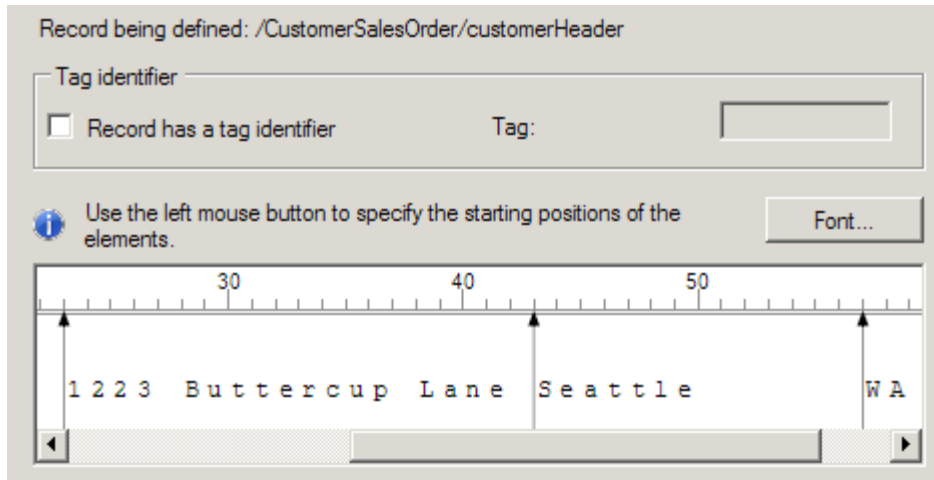 Record being defined: /CustomerSalesOrder/customerHeader
Tag identifier
Record has a tag identifier Tag:
Use the left mouse button to specify the starting positions of the
elements.
Font...
30 40 50
1223 Buttercup Lane Seattle WA